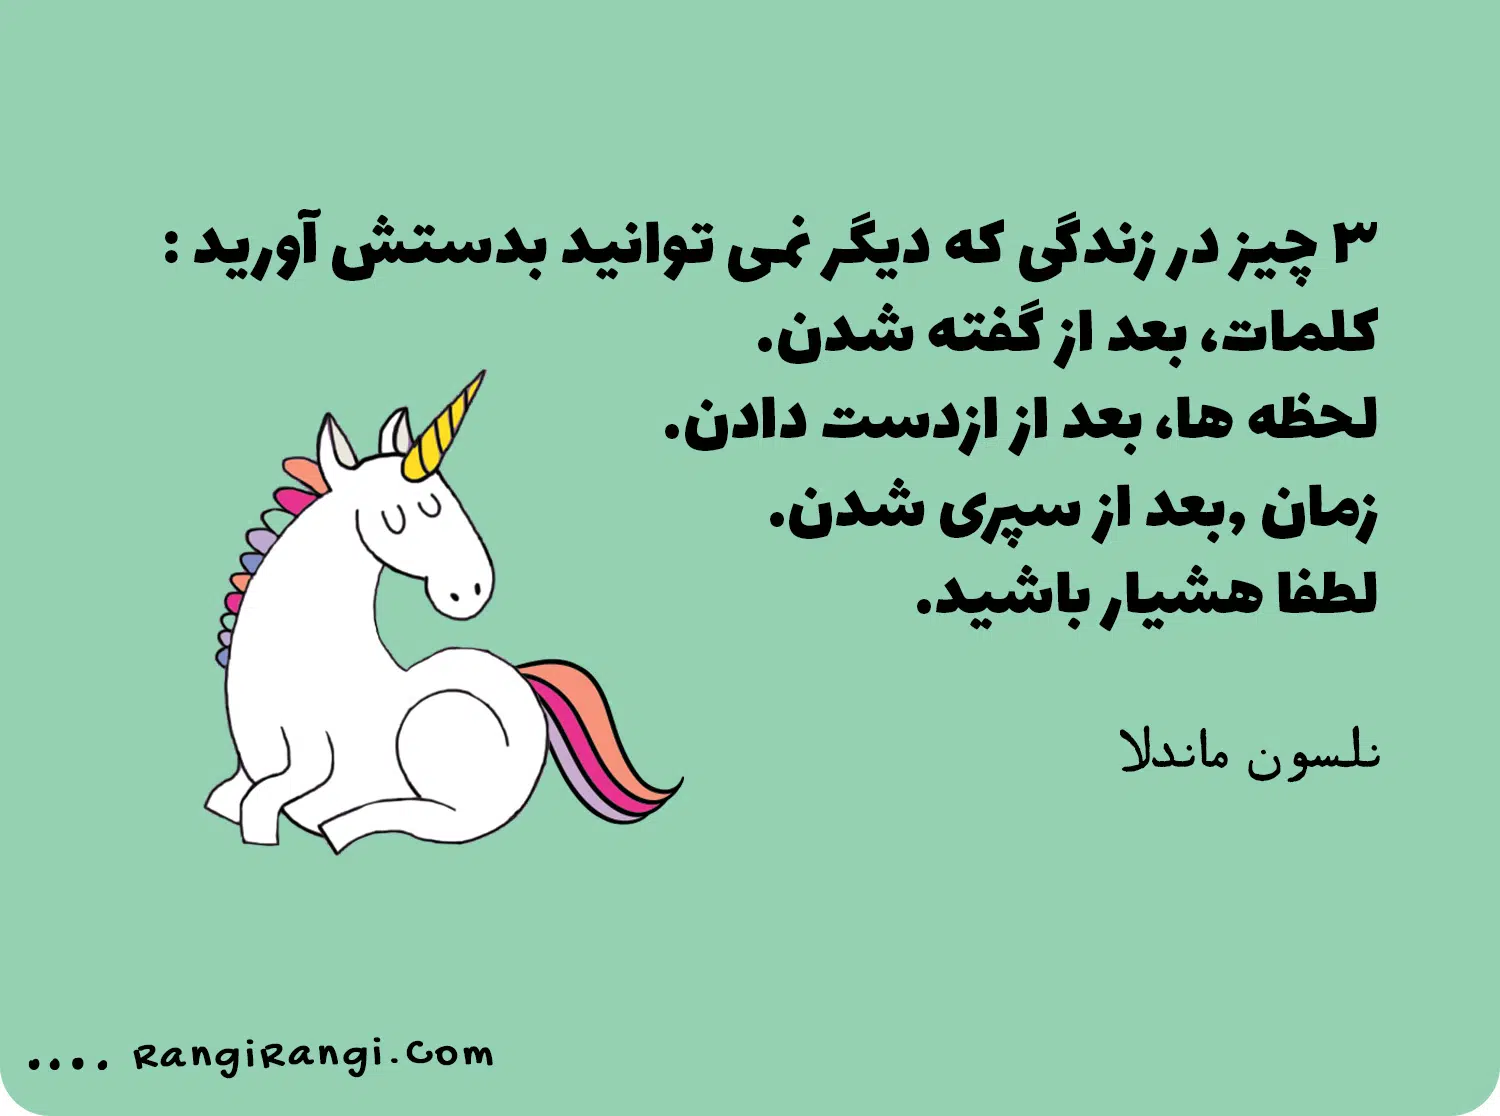 ۳ چیز در زندگی که دیگر نمی توانید بدستش آورید :
کلمات، بعد از گفته شدن.
لحظه ها، بعد از ازدست دادن.
زمان ,بعد از سپری شدن.
لطفا هشیار باشید.
نلسون ماندلا
.... RangiRangi.Com